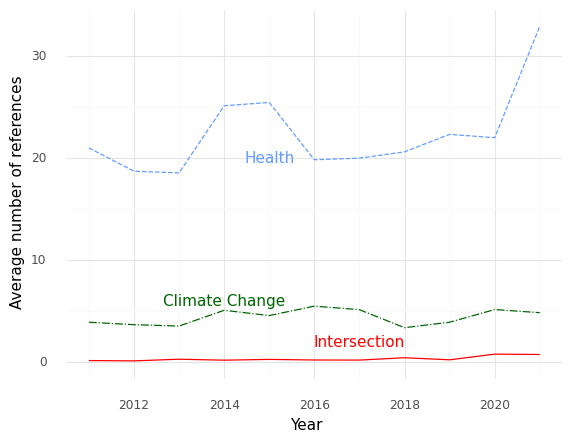 Average number of references
30
20
10
0
Health
Climate Change
Intersection
2012 2014 2016 2018 2020
Year